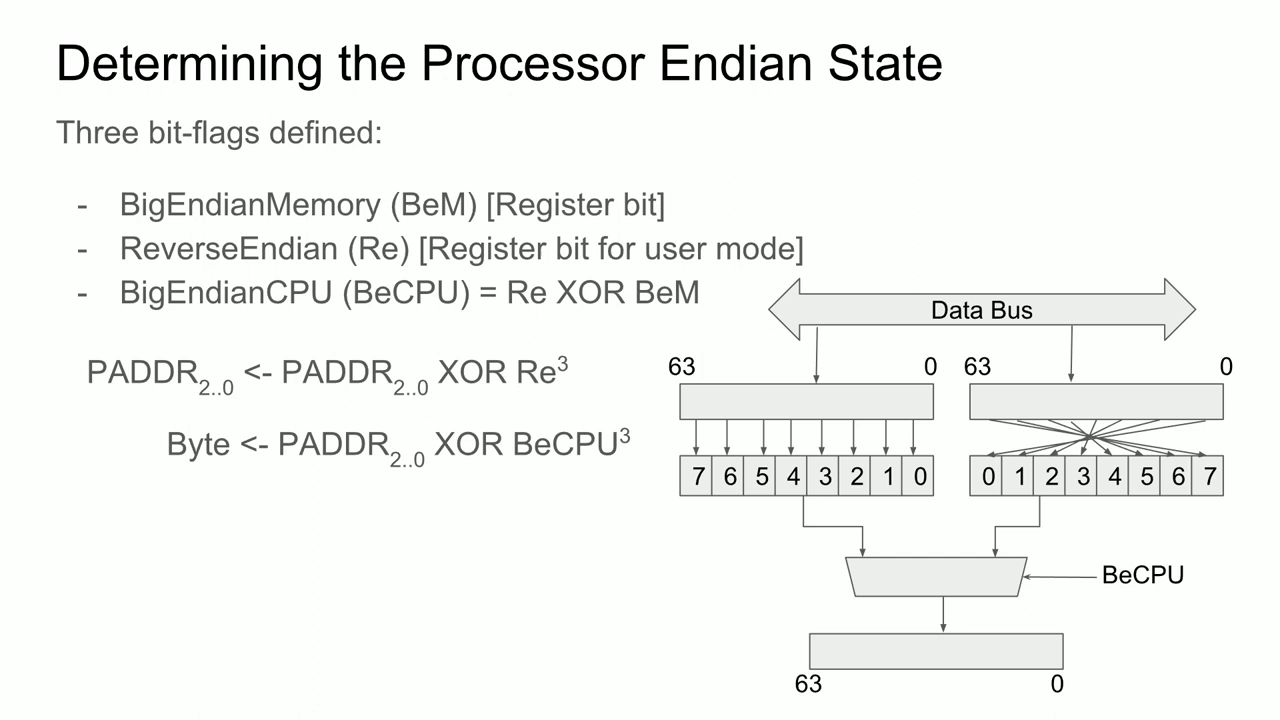 Determining the Processor Endian State
Three bit-flags defined:
- BigEndianMemory (BeM) [Register bit]
- ReverseEndian (Re) [Register bit for user mode]
- BigEndianCPU (BeCPU) = Re XOR BeM
PADDR2..0 <- PADDR2..0 XOR Re3
Byte <- PADDR2..0 XOR BeCPU3
Data Bus
63 0 63 0
7 6 5 4 3 2 1 0 0 1 2 3 4 5 6 7
BeCPU
63 0